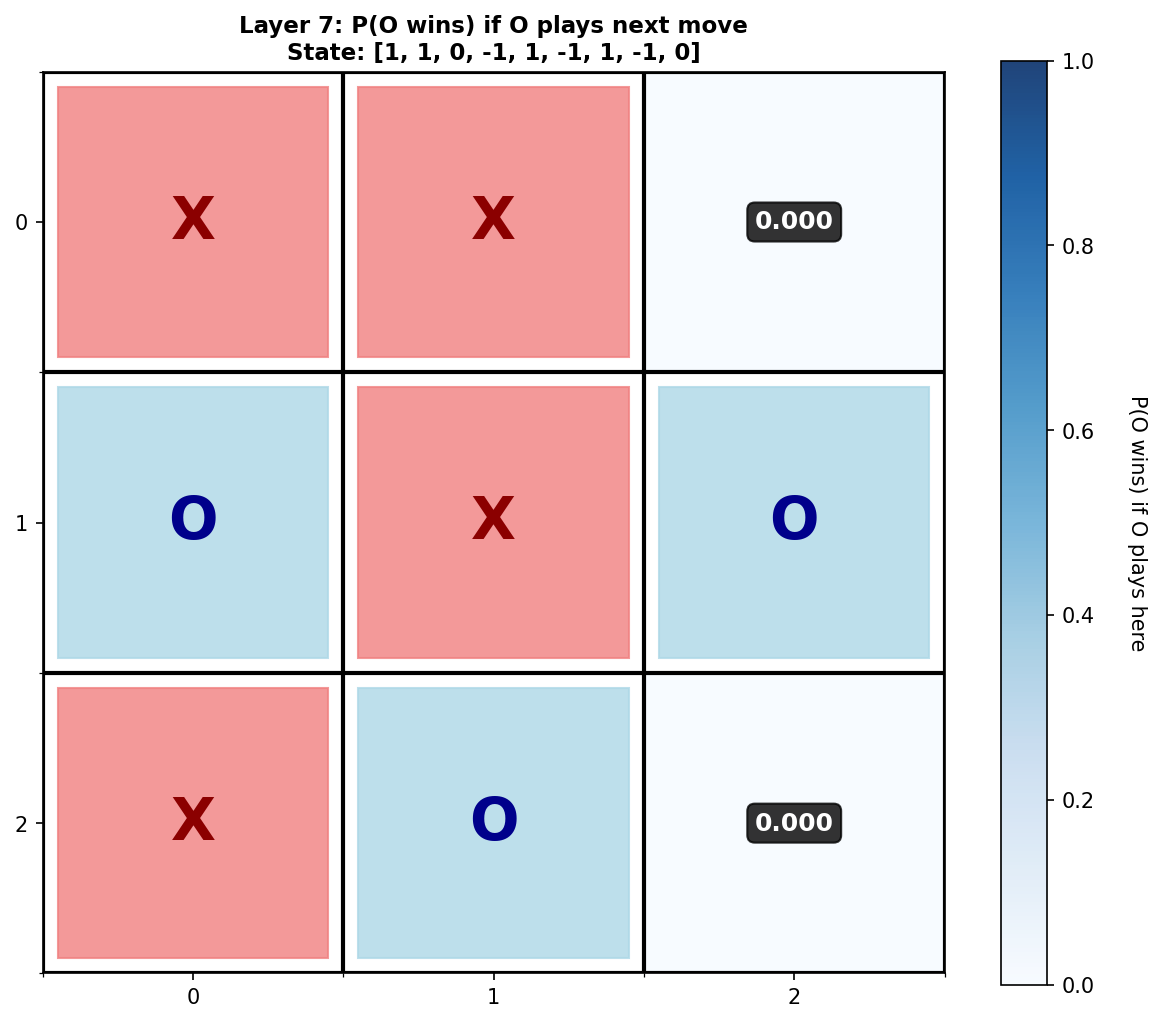 Layer 7: P(O wins) if O plays next move
State: [1, 1, 0, -1, 1, -1, 1, -1, 0]
0
X
X
0.000
1
O
X
O
2
X
O
0.000
0
1
2
1.0
0.8
0.6
0.4
0.2
0.0
P(O wins) if O plays here